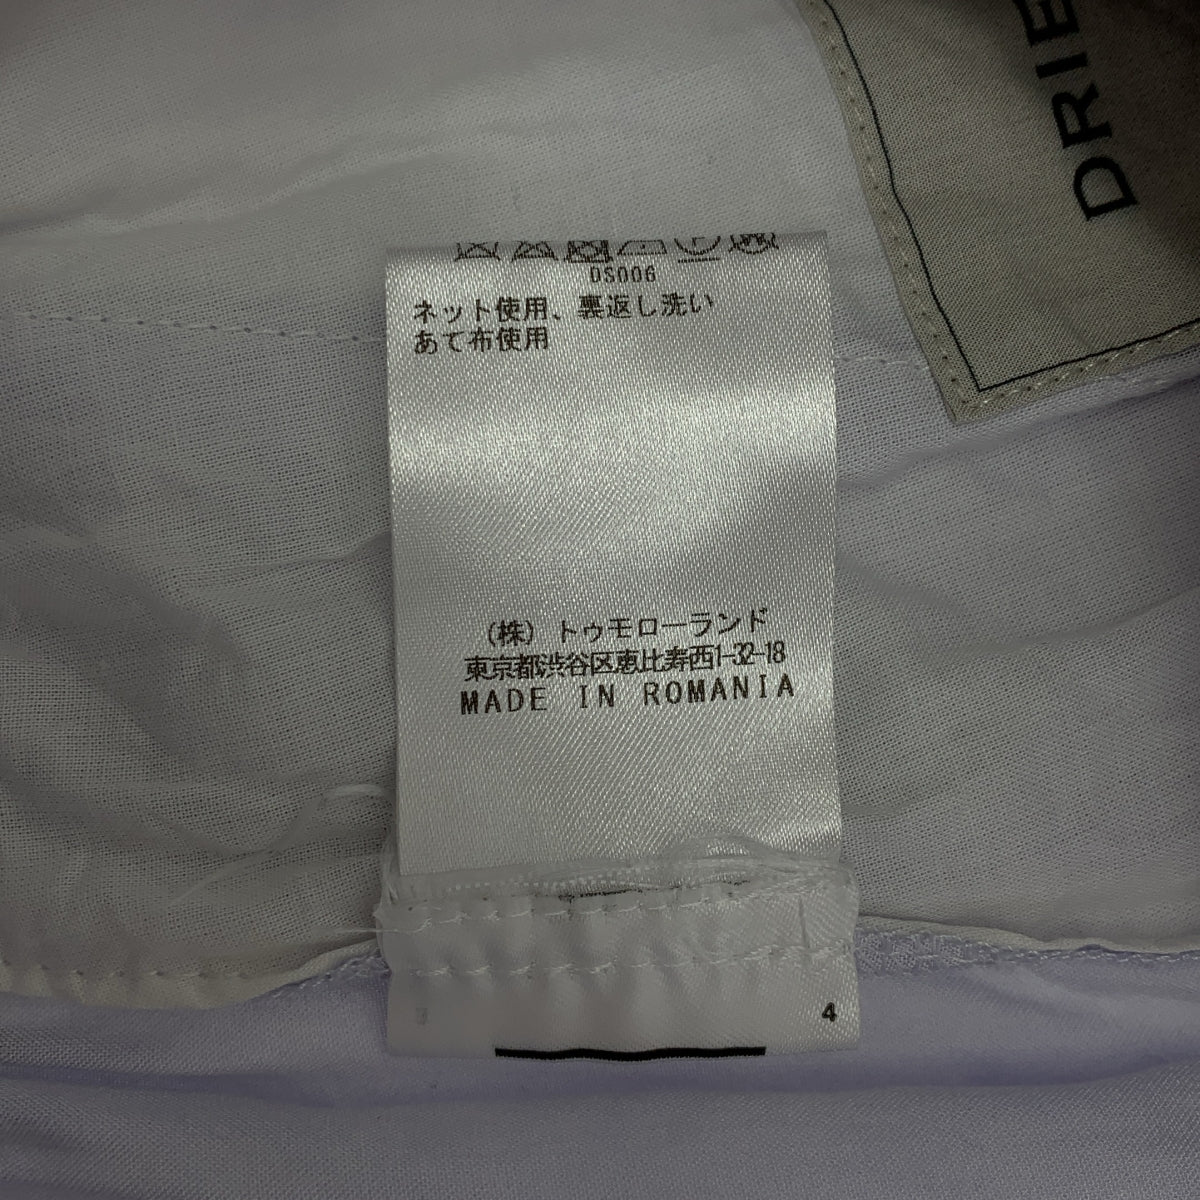 DRIE
DS006
ネット使用、裏返し洗い
あて布使用
(株) トゥモローランド
東京都渋谷区恵比寿西1-32-18
MADE IN ROMANIA
4